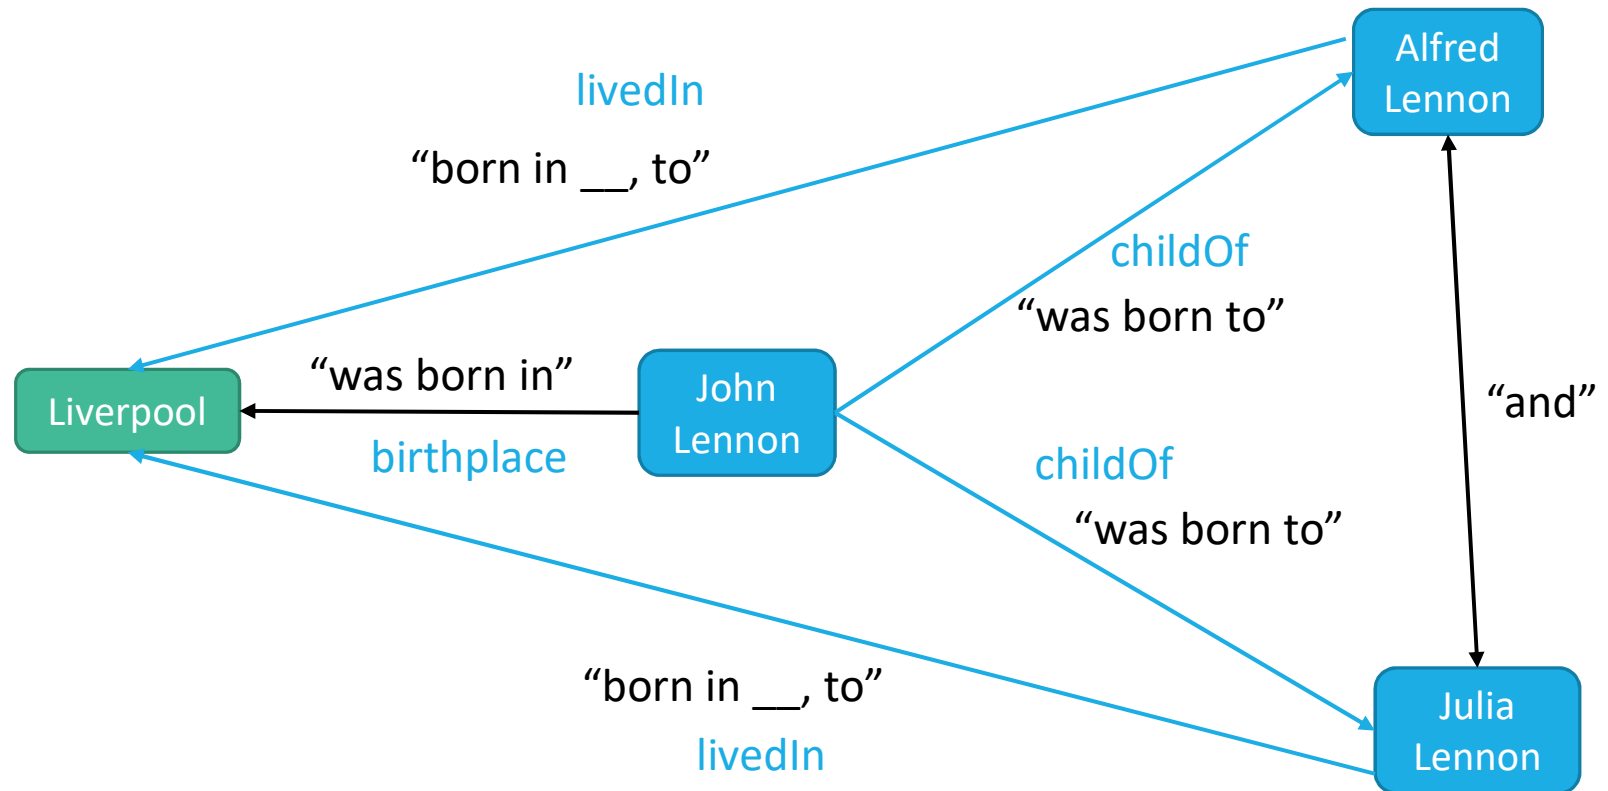 Alfred
Lennon
livedIn
“born in __, to”
childOf
“was born to”
“was born in”
John
Lennon
Liverpool
“and”
birthplace
childOf
“was born to”
“born in __, to”
livedIn
Julia
Lennon